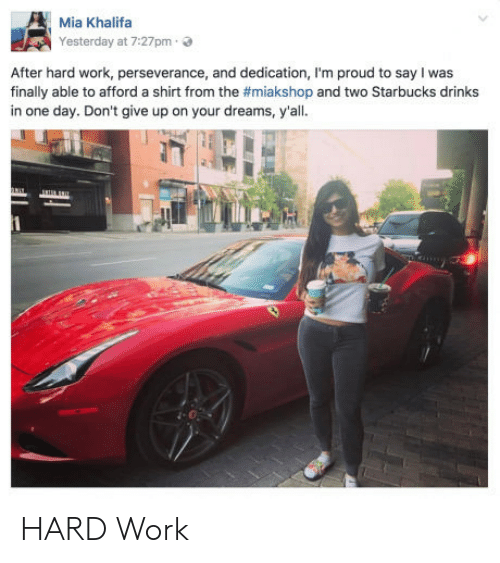 Mia Khalifa
Yesterday at 7:27pm ·
After hard work, perseverance, and dedication, I'm proud to say I was
finally able to afford a shirt from the #miakshop and two Starbucks drinks
in one day. Don't give up on your dreams, y'all.
HARD Work